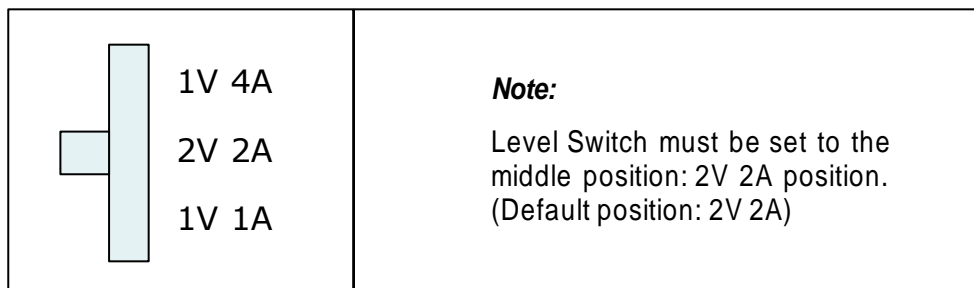 1V 4A
2V 2A
1V 1A
Note:
Level Switch must be set to the
middle position: 2V 2A position.
(Default position: 2V 2A)